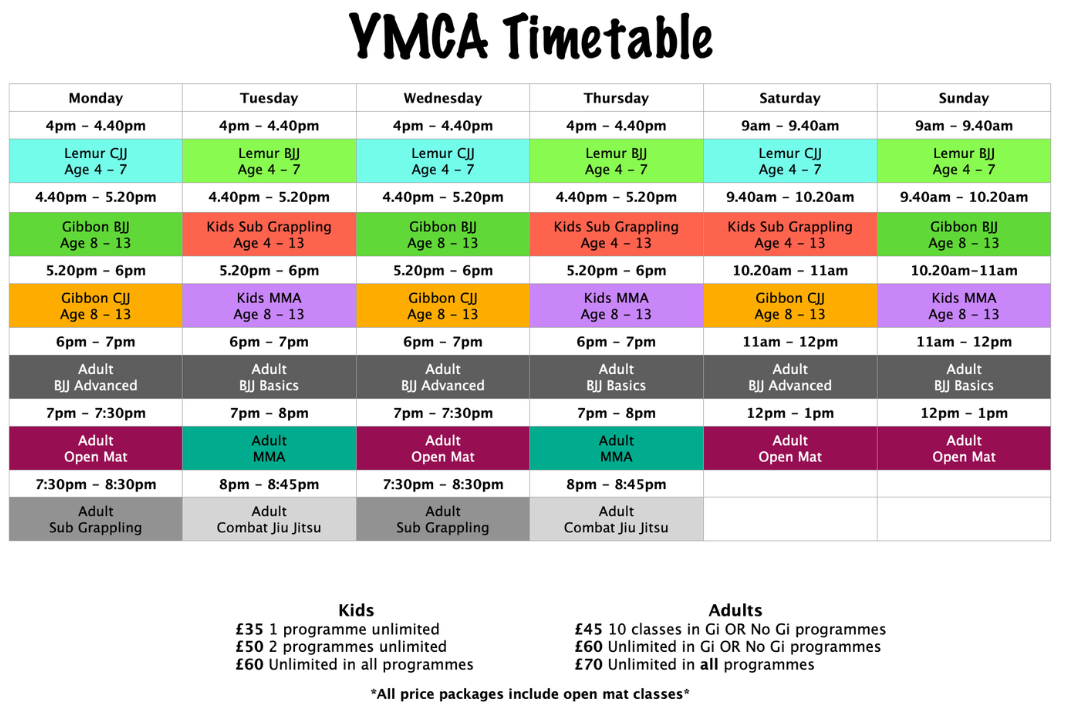 YMCA Timetable
Monday Tuesday Wednesday Thursday Saturday Sunday
4pm - 4.40pm 4pm - 4.40pm 4pm - 4.40pm 4pm - 4.40pm 9am - 9.40am 9am - 9.40am
Lemur CJJ Lemur BJJ Lemur CJJ Lemur BJJ Lemur CJJ Lemur BJJ
Age 4 - 7 Age 4 - 7 Age 4 - 7 Age 4 - 7 Age 4 - 7 Age 4 - 7
4.40pm - 5.20pm 4.40pm - 5.20pm 4.40pm - 5.20pm 4.40pm - 5.20pm 9.40am - 10.20am 9.40am - 10.20am
Gibbon BJJ Kids Sub Grappling Gibbon BJJ Kids Sub Grappling Kids Sub Grappling Gibbon BJJ
Age 8 - 13 Age 4 - 13 Age 8 - 13 Age 4 - 13 Age 4 - 13 Age 8 - 13
5.20pm - 6pm 5.20pm - 6pm 5.20pm - 6pm 5.20pm - 6pm 10.20am - 11am 10.20am-11am
Gibbon CJJ Kids MMA Gibbon CJJ Kids MMA Gibbon CJJ Kids MMA
Age 8 - 13 Age 8 - 13 Age 8 - 13 Age 8 - 13 Age 8 - 13 Age 8 - 13
6pm - 7pm 6pm - 7pm 6pm - 7pm 6pm - 7pm 11am - 12pm 11am - 12pm
Adult Adult Adult Adult Adult Adult
BJJ Advanced BJJ Basics BJJ Advanced BJJ Basics BJJ Advanced BJJ Basics
7pm - 7:30pm 7pm - 8pm 7pm - 7:30pm 7pm - 8pm 12pm - 1pm 12pm - 1pm
Adult Adult Adult Adult Adult Adult
Open Mat MMA Open Mat MMA Open Mat Open Mat
7:30pm - 8:30pm 8pm - 8:45pm 7:30pm - 8:30pm 8pm - 8:45pm
Adult Adult Adult Adult
Sub Grappling Combat Jiu Jitsu Sub Grappling Combat Jiu Jitsu
Kids
£35 1 programme unlimited
£50 2 programmes unlimited
£60 Unlimited in all programmes
Adults
£45 10 classes in Gi OR No Gi programmes
£60 Unlimited in Gi OR No Gi programmes
£70 Unlimited in all programmes
*All price packages include open mat classes*